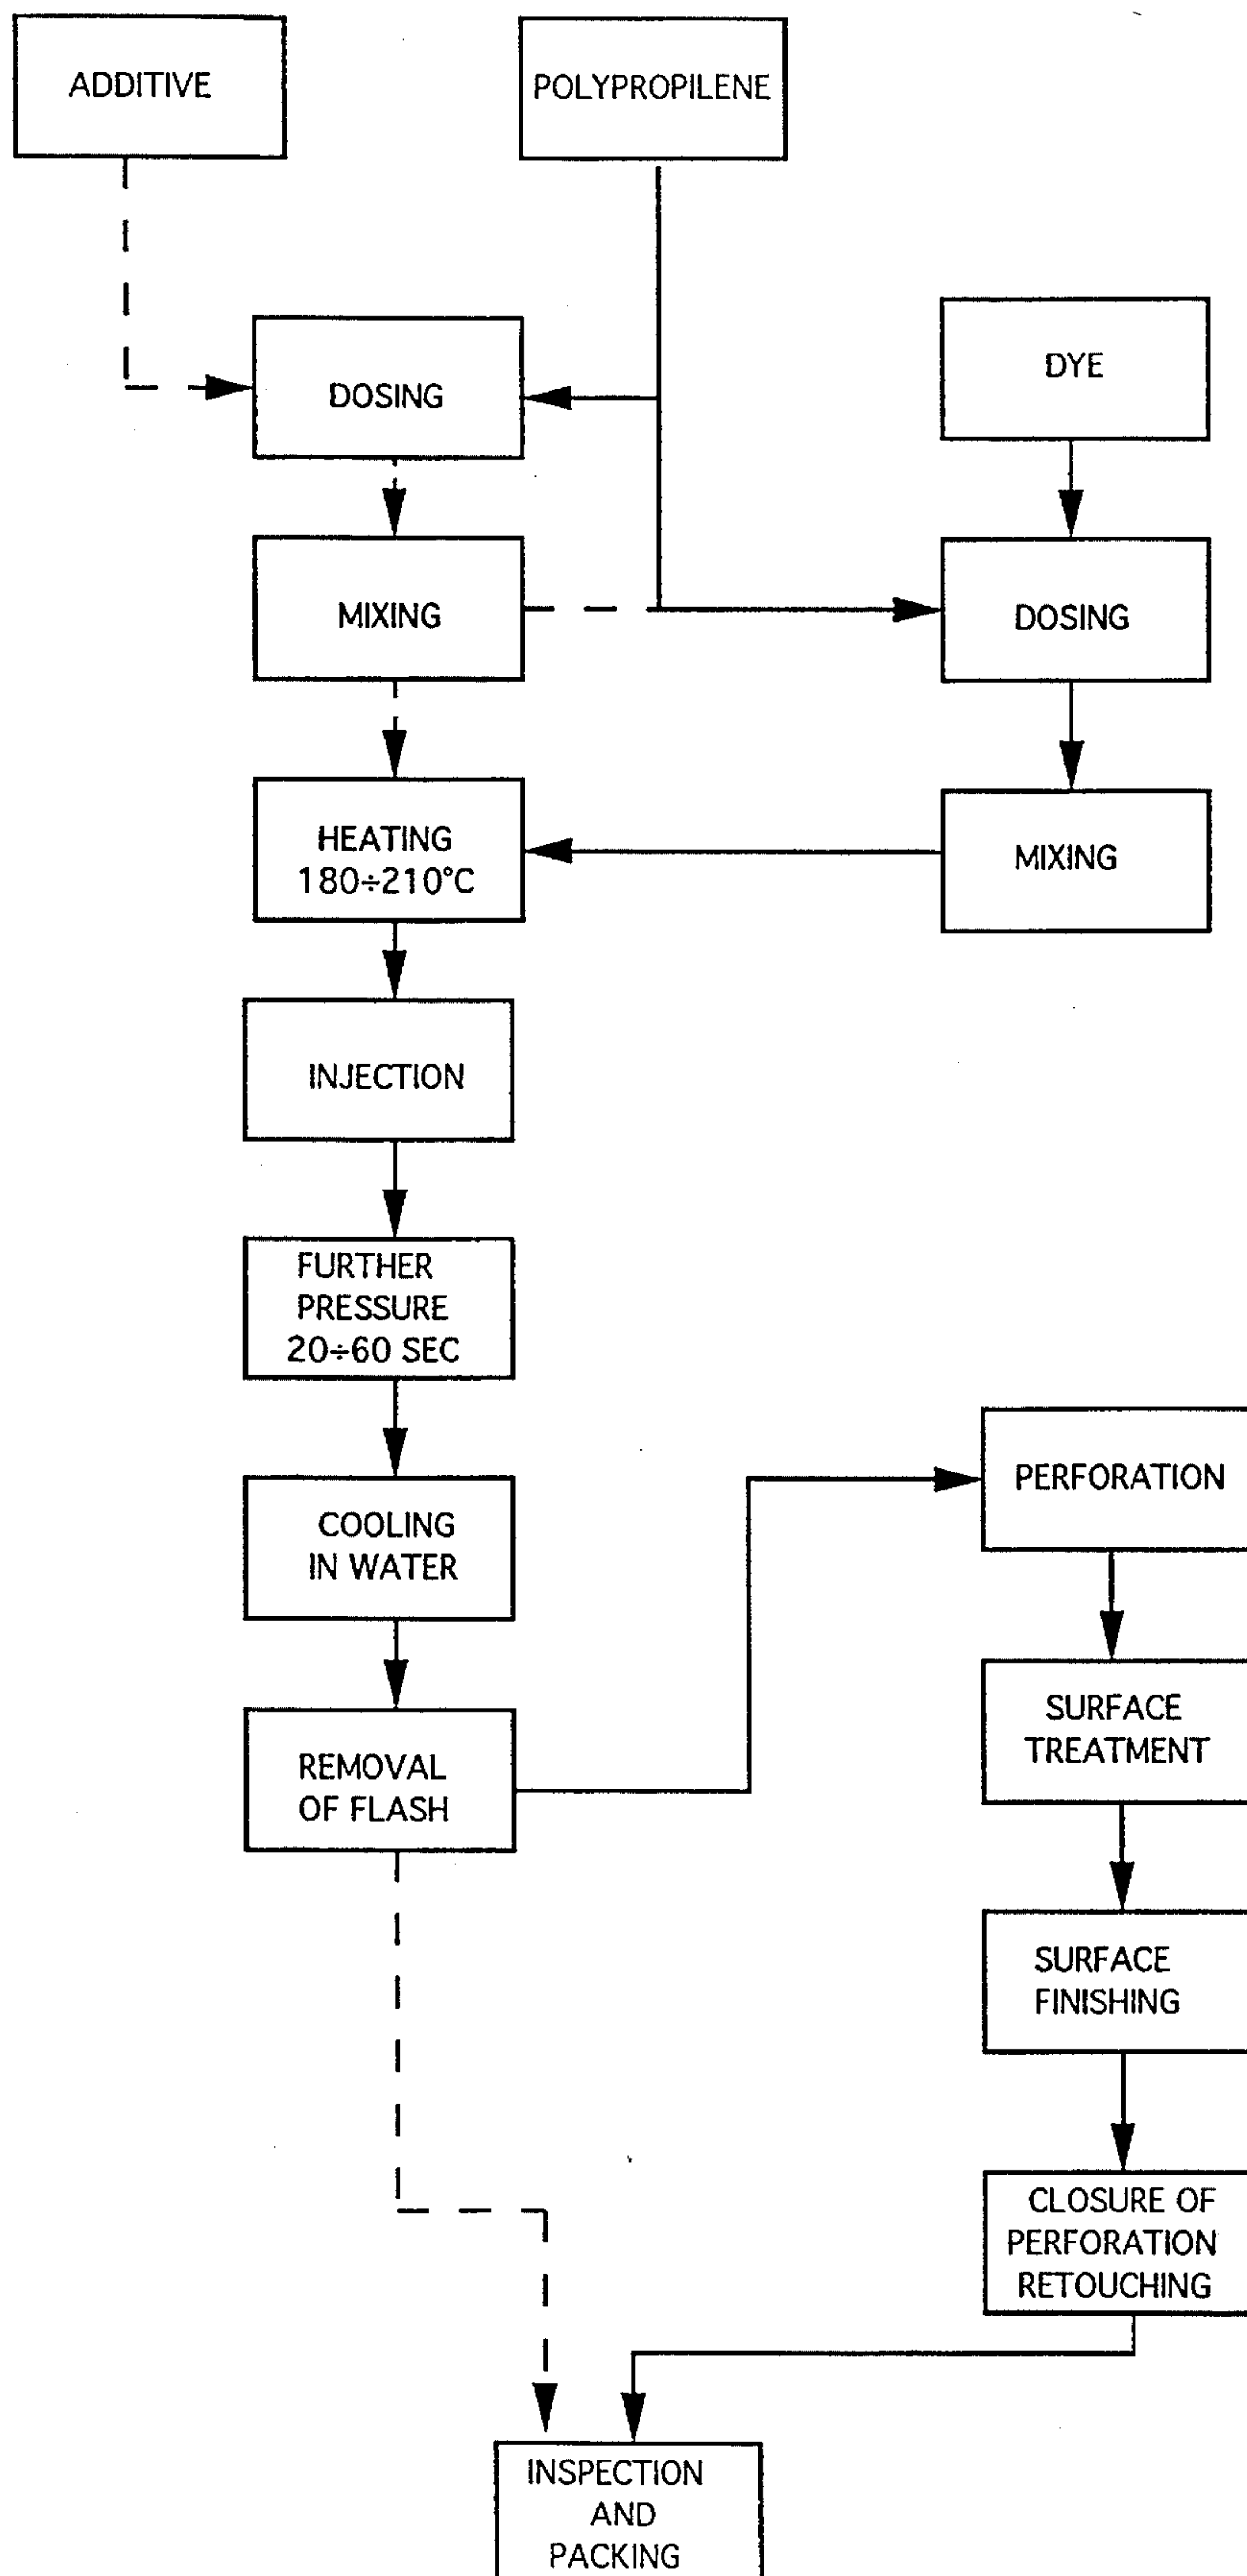 ADDITIVE
POLYPROPILENE
DOSING
DYE
MIXING
DOSING
HEATING
180÷210°C
MIXING
INJECTION
FURTHER
PRESSURE
20÷60 SEC
COOLING
IN WATER
PERFORATION
REMOVAL
OF FLASH
SURFACE
TREATMENT
SURFACE
FINISHING
CLOSURE OF
PERFORATION
RETOUCHING
INSPECTION
AND
PACKING